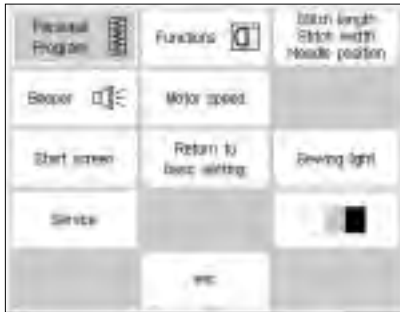 Personal
Program
Functions
Stitch length
Stitch width
Needle position
Beeper
Motor speed
Start screen
Return to
basic setting
Sewing light
Service
esc